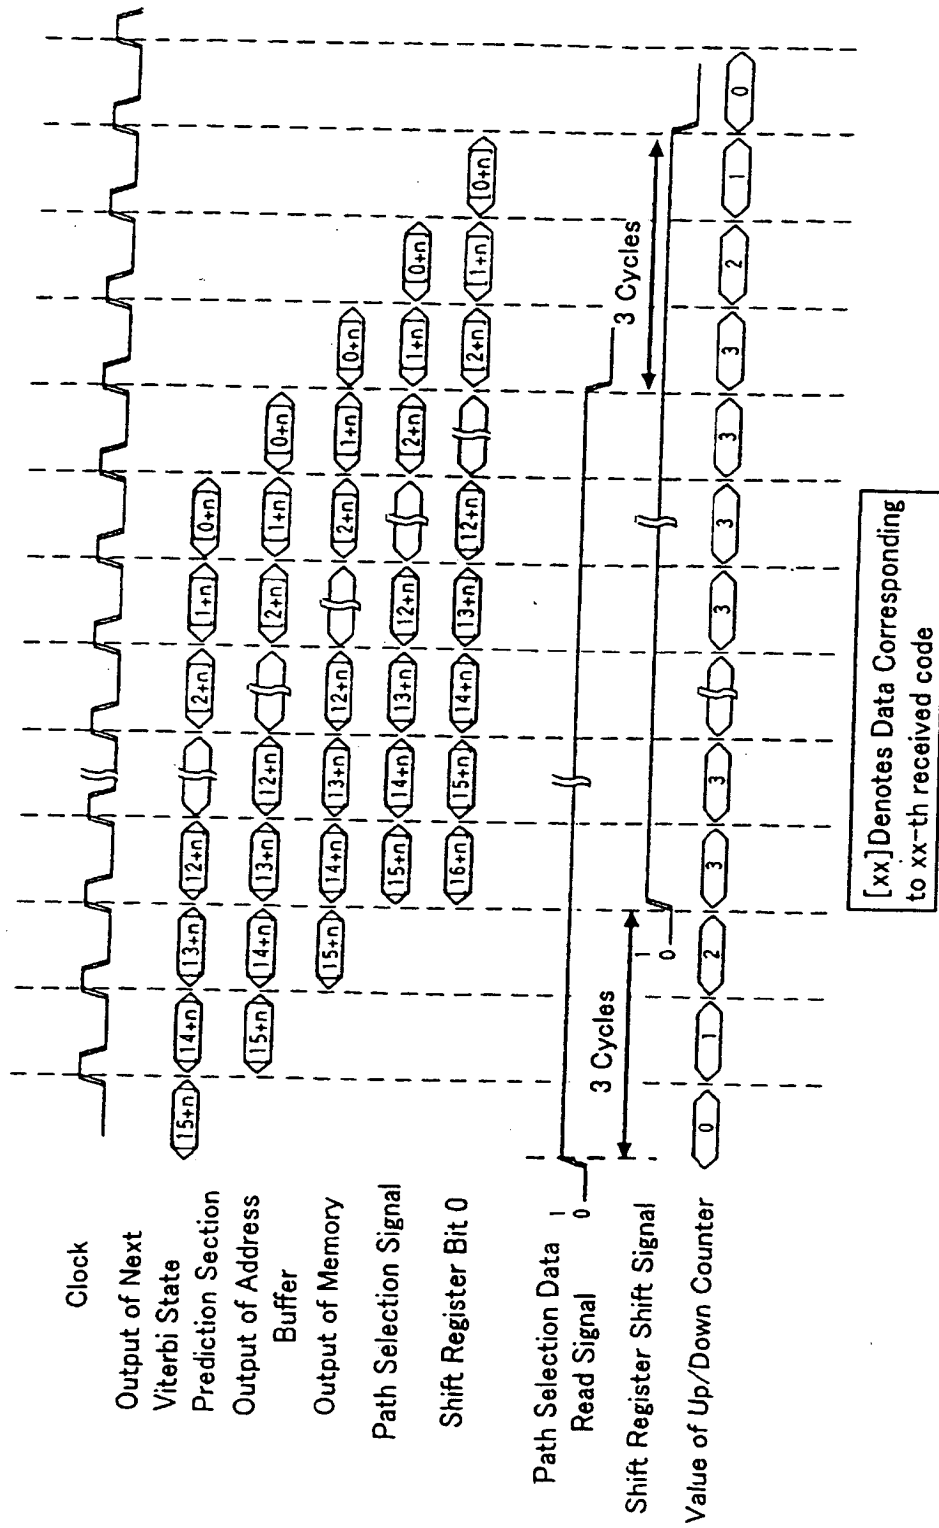 Clock
Output of Next
Viterbi State
Prediction Section
[15+n] [14+n] [13+n] [12+n] [2+n] [1+n] [0+n]
Output of Address
Buffer
[15+n] [14+n] [13+n] [12+n] [2+n] [1+n] [0+n]
Output of Memory
[15+n] [14+n] [13+n] [12+n] [2+n] [1+n] [0+n]
Path Selection Signal
[15+n] [14+n] [13+n] [12+n] [2+n] [1+n] [0+n]
Shift Register Bit 0
[16+n] [15+n] [14+n] [13+n] [12+n] [2+n] [1+n] [0+n]
Path Selection Data
Read Signal
1
0
3 Cycles
3 Cycles
Shift Register Shift Signal
1
0
Value of Up/Down Counter
0 1 2 3 3 3 3 3 3 2 1 0
[xx]Denotes Data Corresponding
to xx-th received code